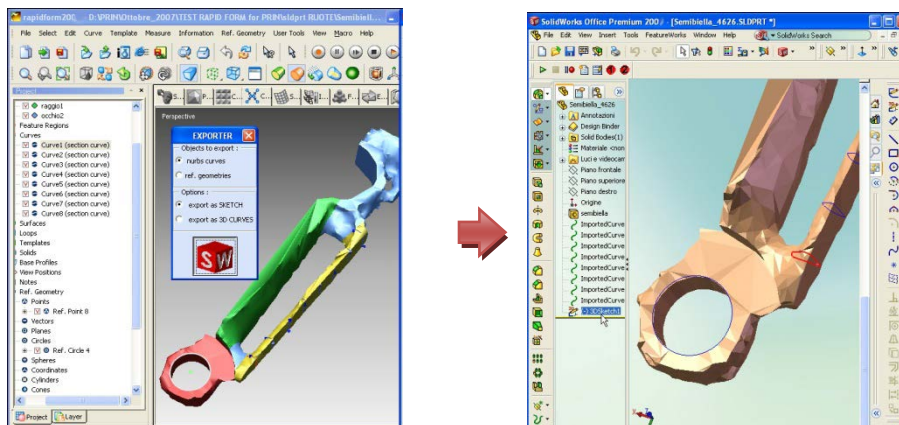 rapidform200_ - D:\PRIN\Ottobre_2007\TEST RAPID FORM for PRIN\sldprt RUOTE\Semibiell...
File Select Edit Curve Template Measure Information Ref. Geometry User Tools View Macro Help
Project
raggio1
occhio2
Feature Regions
Curves
Curve1 (section curve)
Curve2 (section curve)
Curve3 (section curve)
Curve4 (section curve)
Curve5 (section curve)
Curve6 (section curve)
Curve7 (section curve)
Curve8 (section curve)
Surfaces
Loops
Templates
Solids
Base Profiles
View Positions
Notes
Ref. Geometry
Points
Ref. Point 8
Vectors
Planes
Circles
Ref. Circle 4
Spheres
Coordinates
Cylinders
Cones
Project Layer
S... P... C... C... S... S... F... E...
Perspective
EXPORTER
Objects to export :
nurbs curves
ref. geometries
Options :
export as SKETCH
export as 3D CURVES
SW
SolidWorks Office Premium 200 - [Semibiella_4626.SLDPRT *]
File Edit View Insert Tools FeatureWorks Window Help SolidWorks Search
Semibiella_4626
Annotazioni
Design Binder
Solid Bodies(1)
Materiale <non
Luci e videocam
Piano frontale
Piano superiore
Piano destro
Origine
semibiella
ImportedCurve
ImportedCurve
ImportedCurve
ImportedCurve
ImportedCurve
ImportedCurve
ImportedCurve
ImportedCurve
3DSketch1